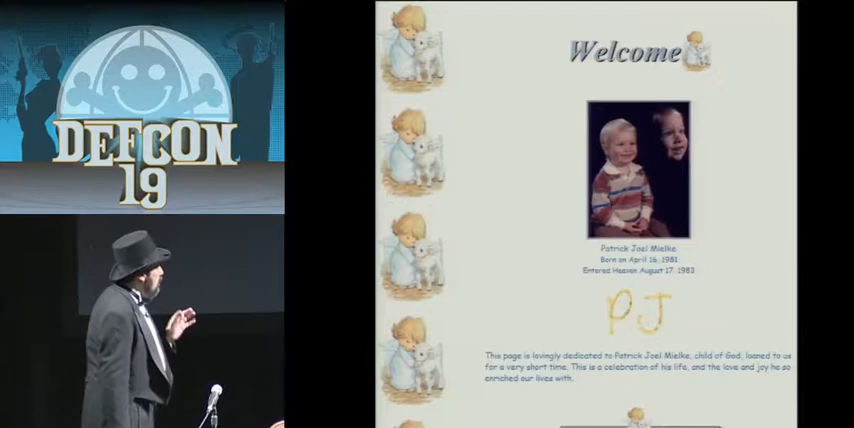 DEFCON
19
Welcome
Patrick Joel Mielke
Born on April 16, 1981
Entered Heaven August 17, 1983
PJ
This page is lovingly dedicated to Patrick Joel Mielke, child of God, loaned to us
for a very short time. This is a celebration of his life, and the love and joy he so
enriched our lives with.